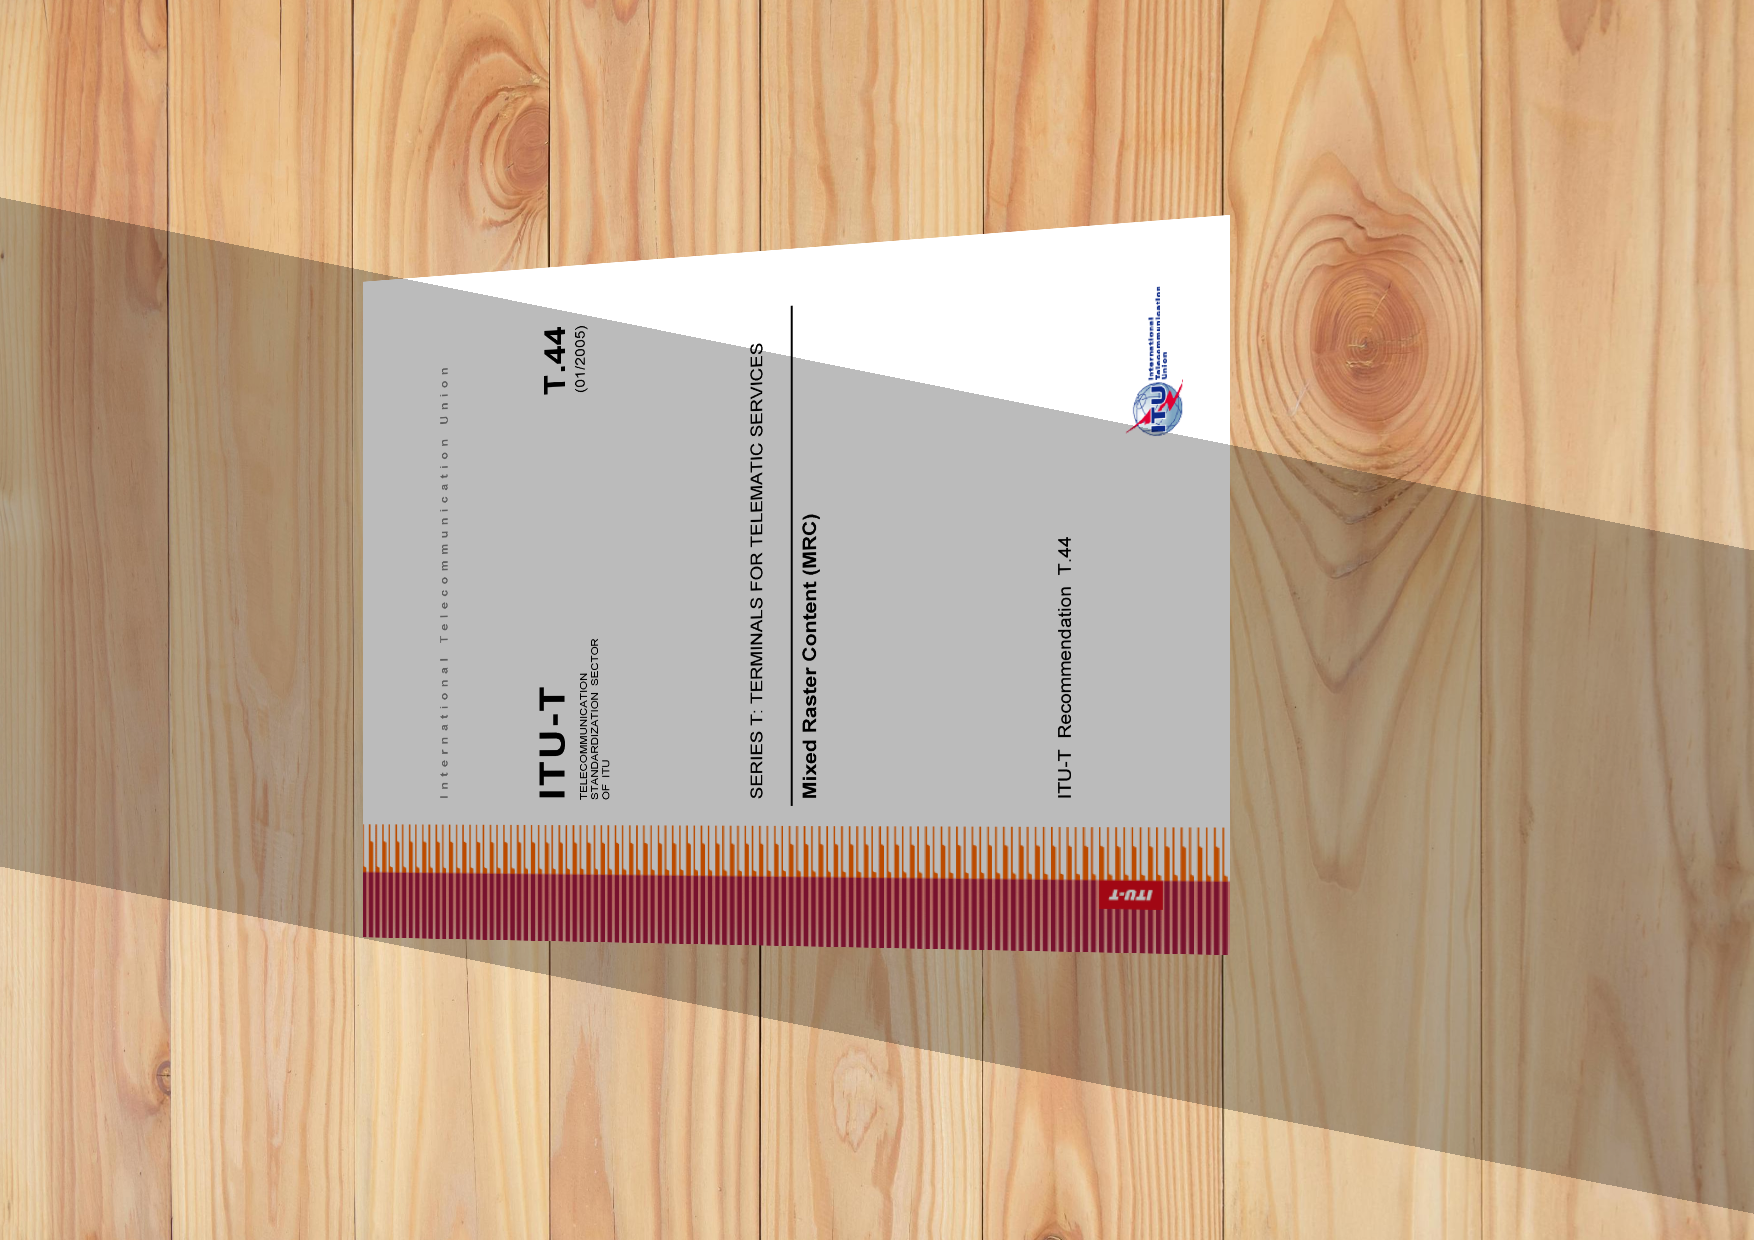 International Telecommunication Union
ITU-T
TELECOMMUNICATION
STANDARDIZATION SECTOR
OF ITU
T.44
(01/2005)
SERIES T: TERMINALS FOR TELEMATIC SERVICES
Mixed Raster Content (MRC)
ITU-T Recommendation T.44
ITU-T
ITU
International
Telecommunication
Union